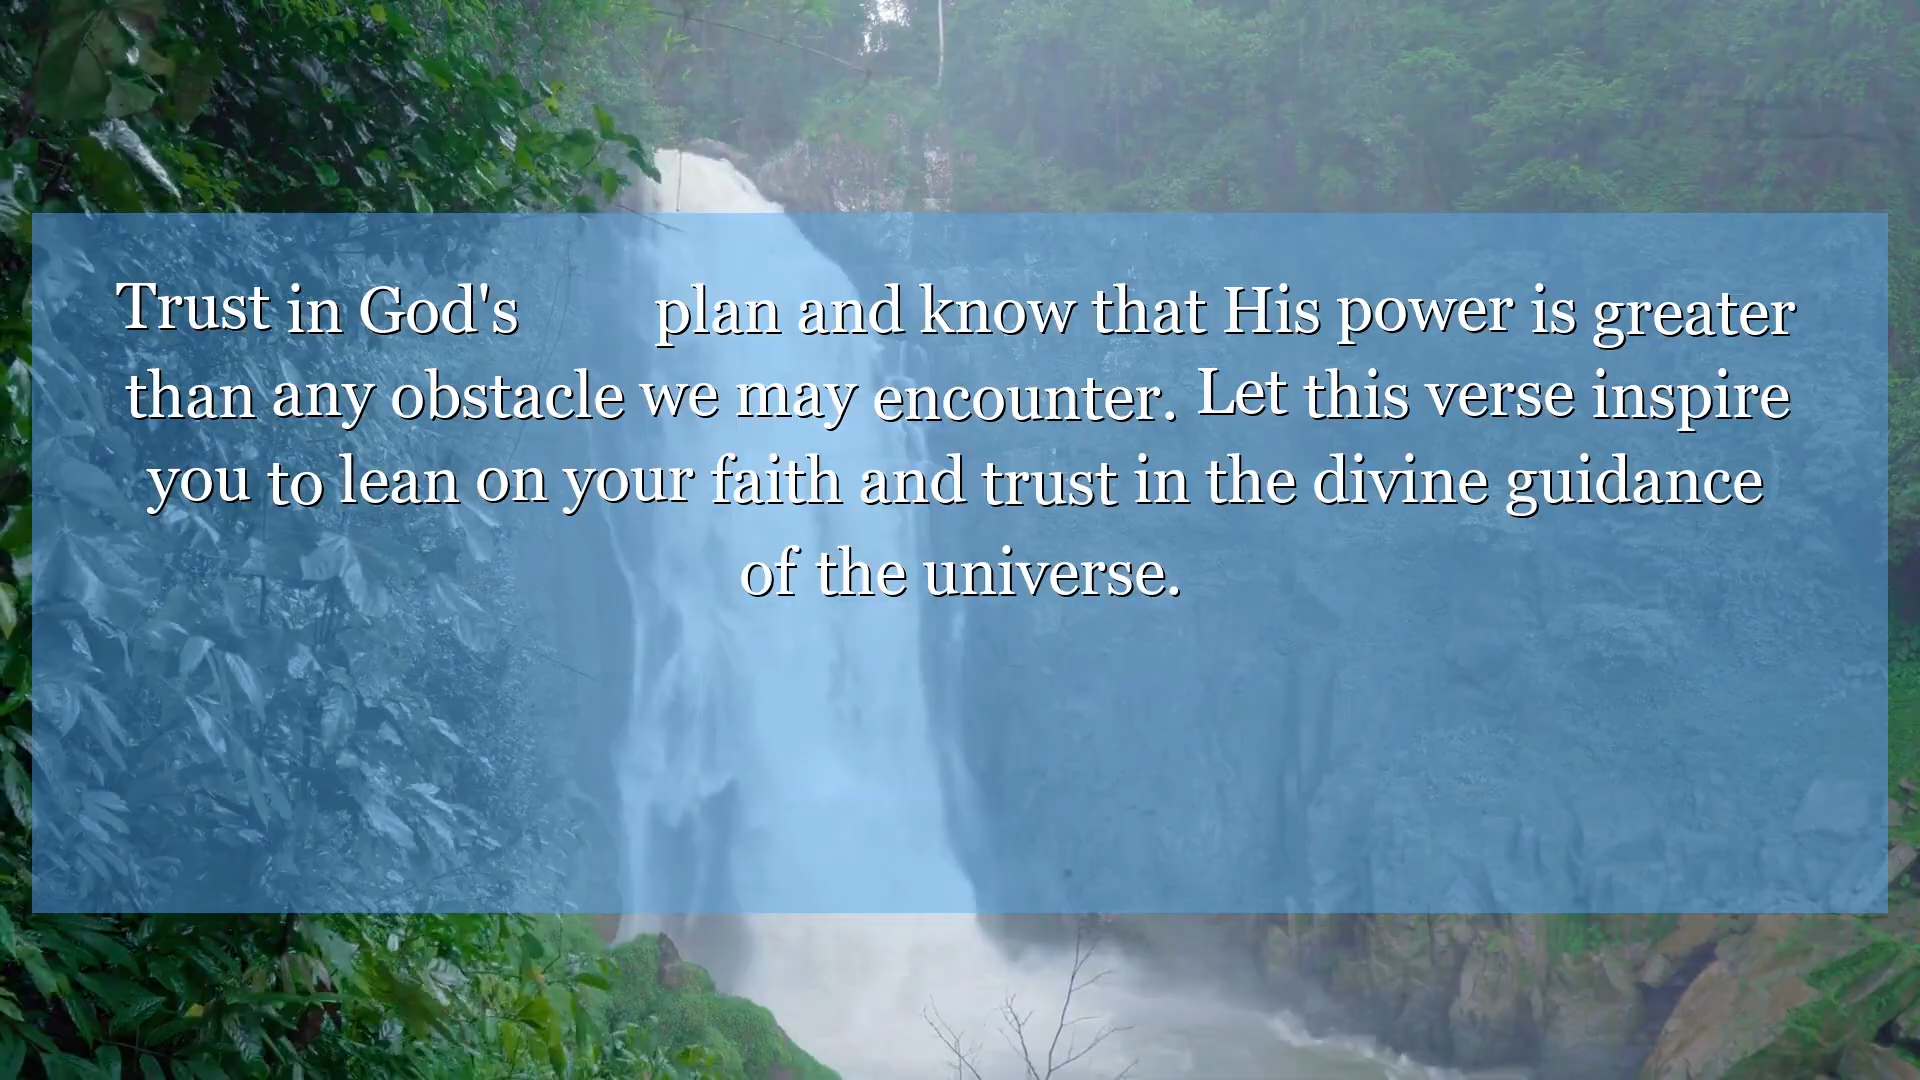 Trust in God's plan and know that His power is greater
than any obstacle we may encounter. Let this verse inspire
you to lean on your faith and trust in the divine guidance
of the universe.